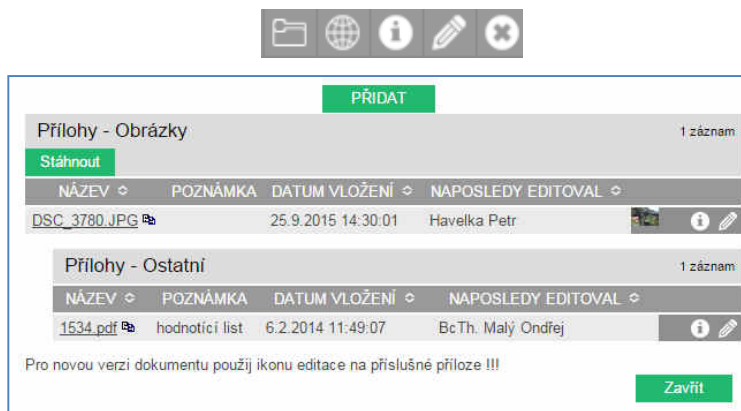 PŘIDAT
Přílohy - Obrázky 1 záznam
Stáhnout
NÁZEV POZNÁMKA DATUM VLOŽENÍ NAPOSLEDY EDITOVAL
DSC_3780.JPG 25.9.2015 14:30:01 Havelka Petr
Přílohy - Ostatní 1 záznam
NÁZEV POZNÁMKA DATUM VLOŽENÍ NAPOSLEDY EDITOVAL
1534.pdf hodnotící list 6.2.2014 11:49:07 BcTh. Malý Ondřej
Pro novou verzi dokumentu použij ikonu editace na příslušné příloze !!!
Zavřít